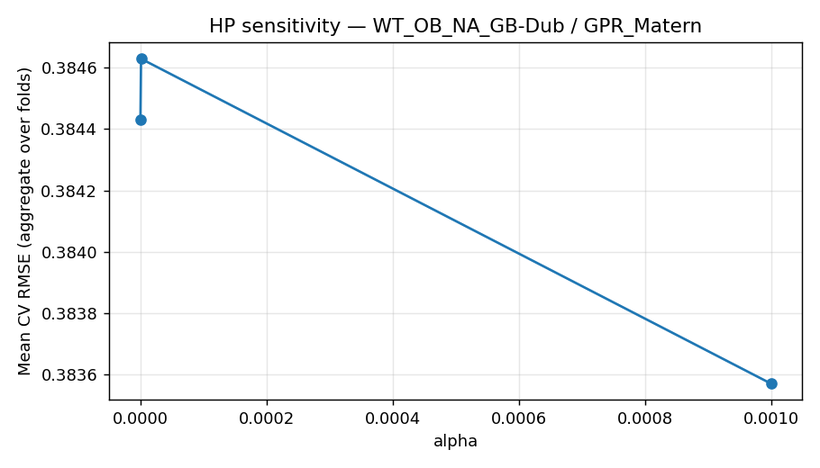 HP sensitivity — WT_OB_NA_GB-Dub / GPR_Matern
Mean CV RMSE (aggregate over folds)
0.3846
0.3844
0.3842
0.3840
0.3838
0.3836
0.0000 0.0002 0.0004 0.0006 0.0008 0.0010
alpha